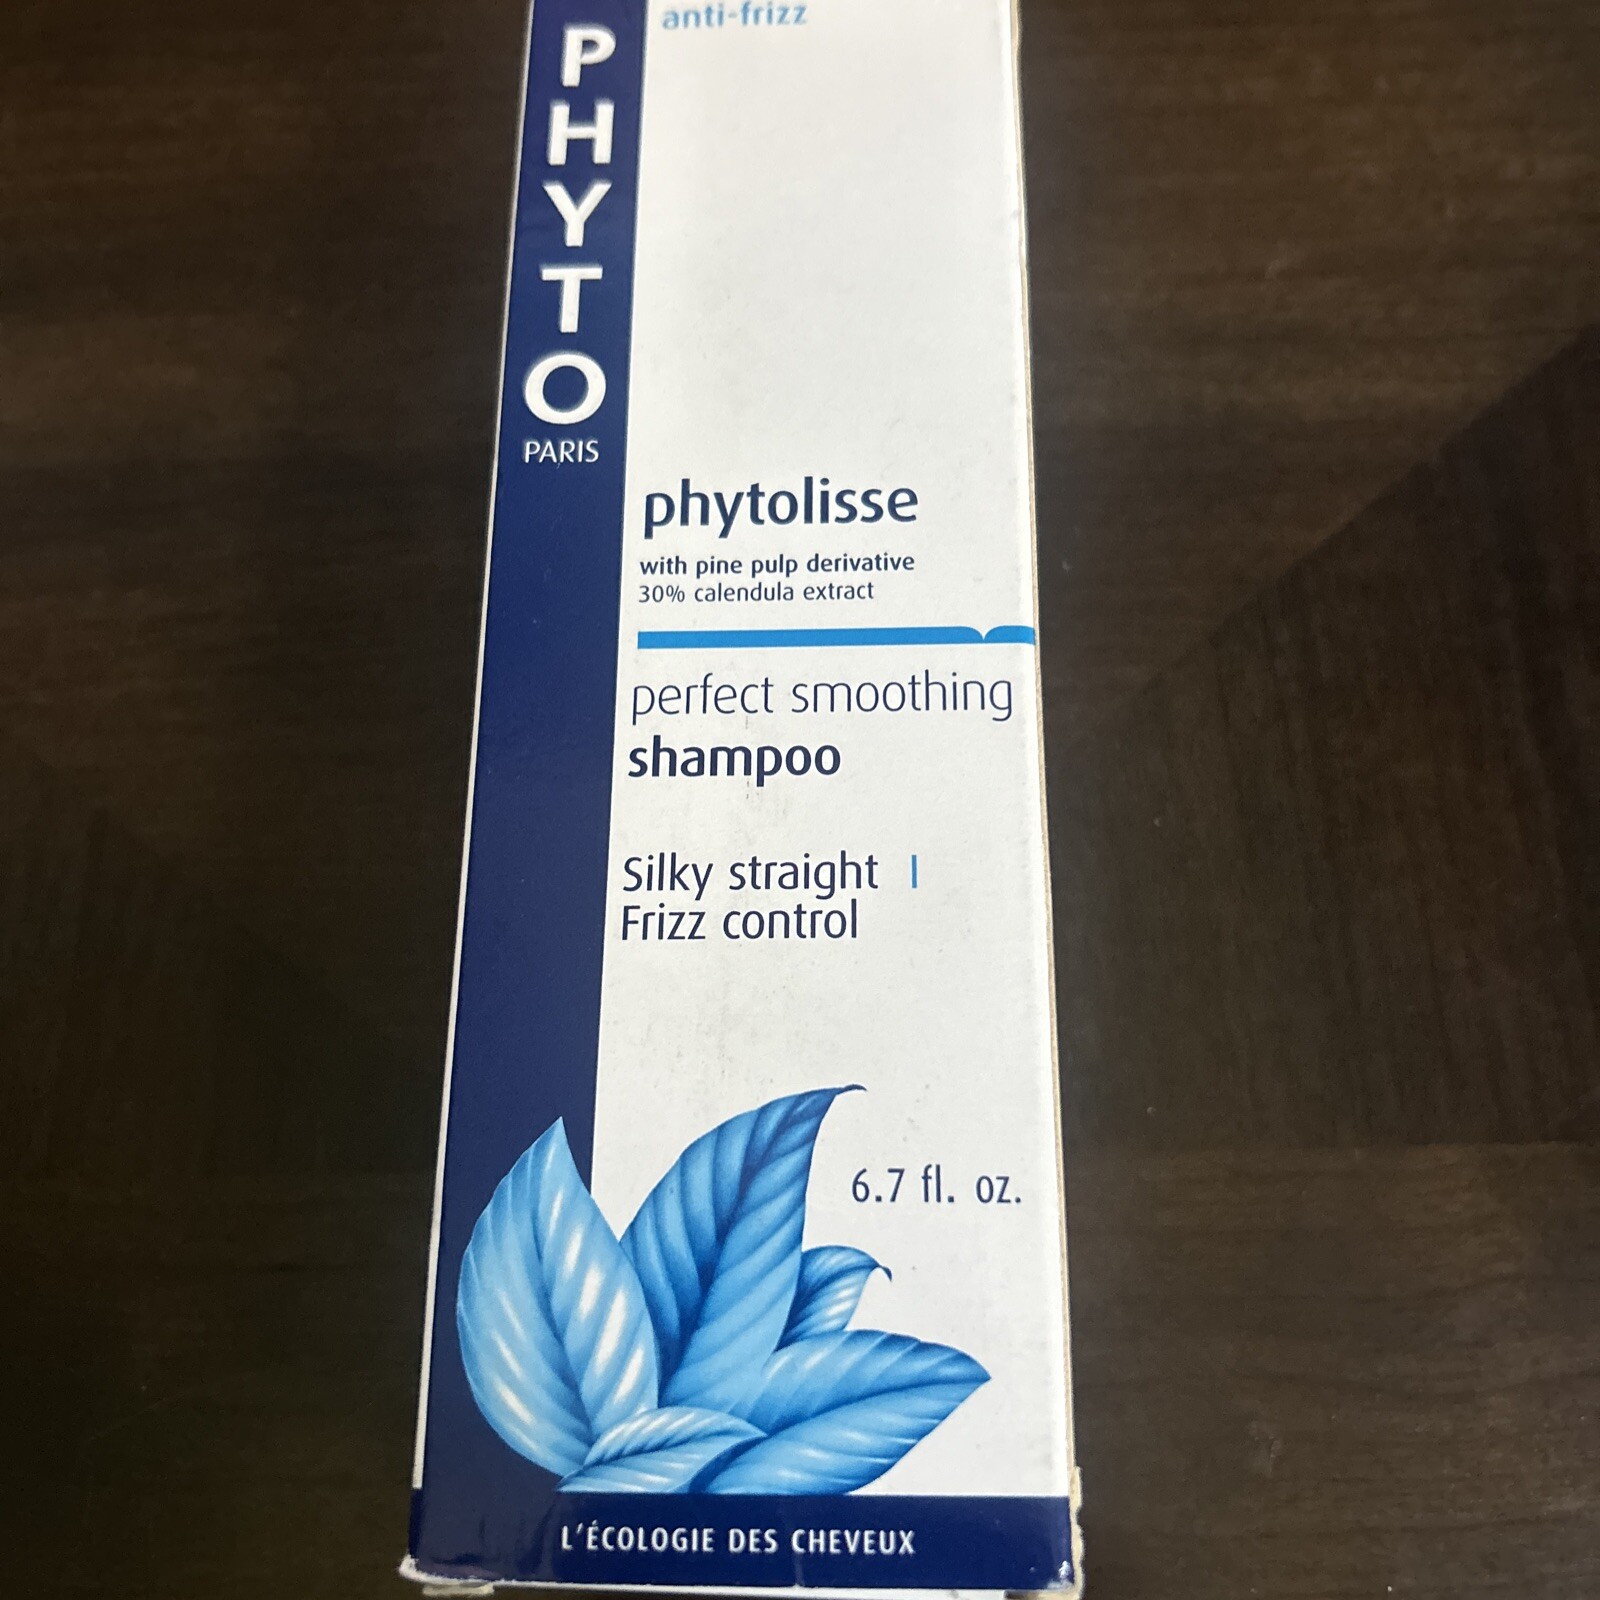 anti-frizz
PHYTO
PARIS
phytolisse
with pine pulp derivative
30% calendula extract
perfect smoothing
shampoo
Silky straight |
Frizz control
6.7 fl. oz.
L'ÉCOLOGIE DES CHEVEUX